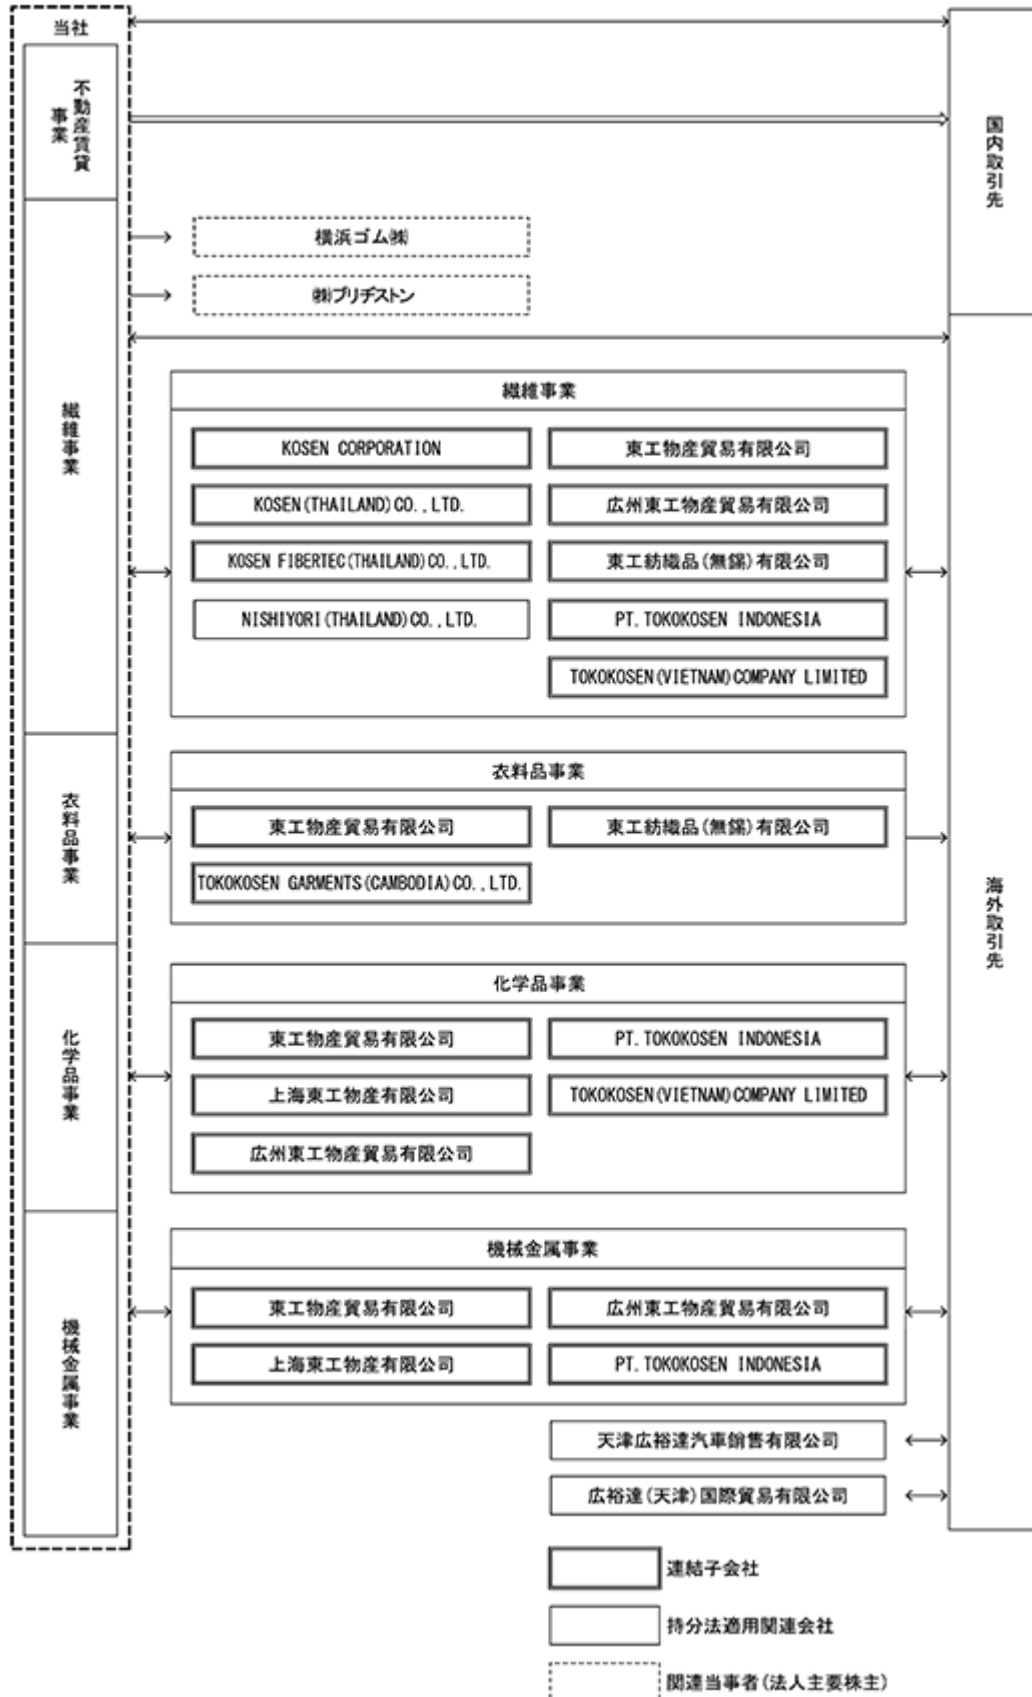 当社
不動産賃貸
事業
国内取引先
横浜ゴム㈱
㈱ブリヂストン
繊維事業
繊維事業
KOSEN CORPORATION
東工物産貿易有限公司
KOSEN(THAILAND)CO.,LTD.
広州東工物産貿易有限公司
KOSEN FIBERTEC(THAILAND)CO.,LTD.
東工紡織品(無錫)有限公司
NISHIYORI(THAILAND)CO.,LTD.
PT.TOKOKOSEN INDONESIA
TOKOKOSEN(VIETNAM)COMPANY LIMITED
衣料品事業
衣料品事業
東工物産貿易有限公司
東工紡織品(無錫)有限公司
TOKOKOSEN GARMENTS(CAMBODIA)CO.,LTD.
海外取引先
化学品事業
化学品事業
東工物産貿易有限公司
PT.TOKOKOSEN INDONESIA
上海東工物産有限公司
TOKOKOSEN(VIETNAM)COMPANY LIMITED
広州東工物産貿易有限公司
機械金属事業
機械金属事業
東工物産貿易有限公司
広州東工物産貿易有限公司
上海東工物産有限公司
PT.TOKOKOSEN INDONESIA
天津広裕達汽車銷售有限公司
広裕達(天津)国際貿易有限公司
連結子会社
持分法適用関連会社
関連当事者(法人主要株主)